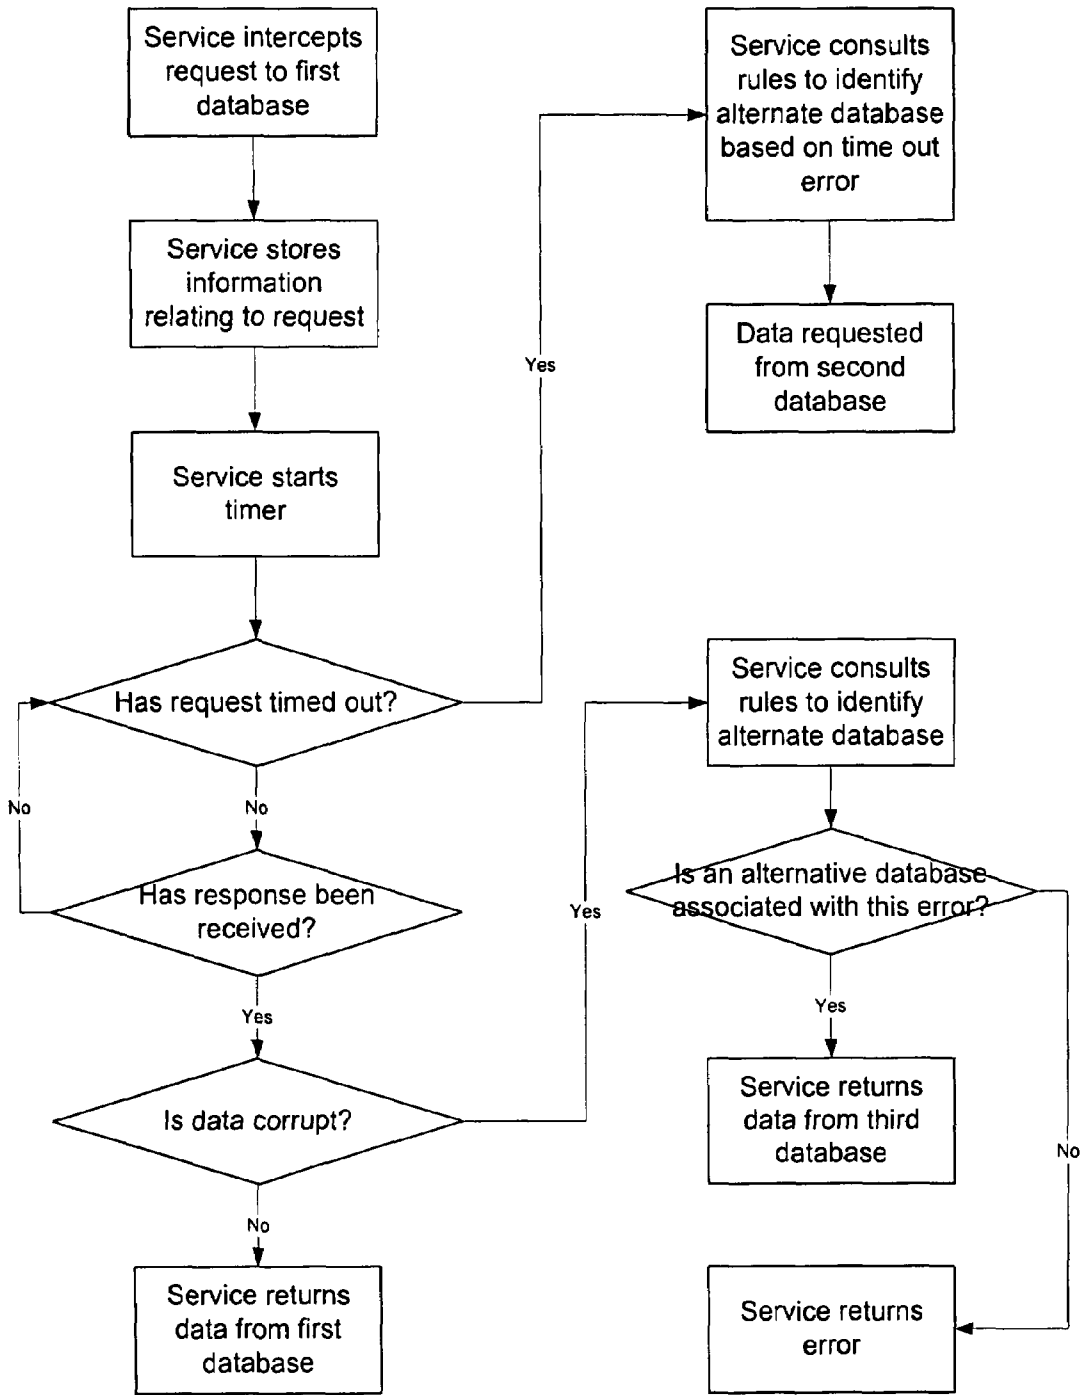 Service intercepts
request to first
database
Service stores
information
relating to request
Service starts
timer
Has request timed out?
No
No
Has response been
received?
Yes
Is data corrupt?
No
Service returns
data from first
database
Yes
Service consults
rules to identify
alternate database
based on time out
error
Data requested
from second
database
Yes
Service consults
rules to identify
alternate database
Is an alternative database
associated with this error?
Yes
Service returns
data from third
database
No
Service returns
error